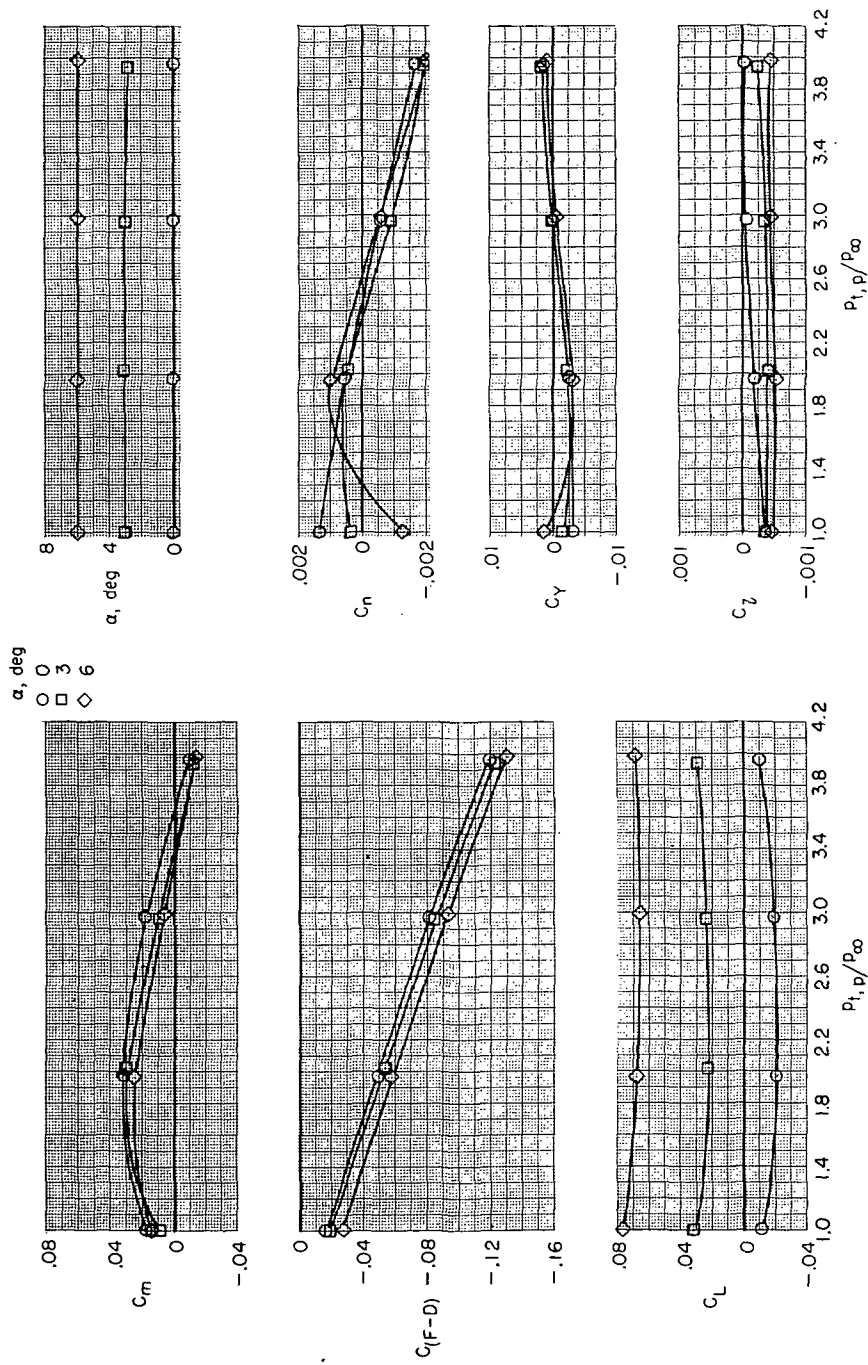 α, deg
○ 0
□ 3
◇ 6
.08
.04
0
-.04
C_m
0
-.04
-.08
-.12
-.16
C_(F-D)
.08
.04
0
-.04
C_L
1.0 1.4 1.8 2.2 2.6 3.0 3.4 3.8 4.2
p_t,p/p_∞
8
4
0
α, deg
.002
0
-.002
C_n
.01
0
-.01
C_Y
.001
0
-.001
C_l
1.0 1.4 1.8 2.2 2.6 3.0 3.4 3.8 4.2
p_t,p/p_∞